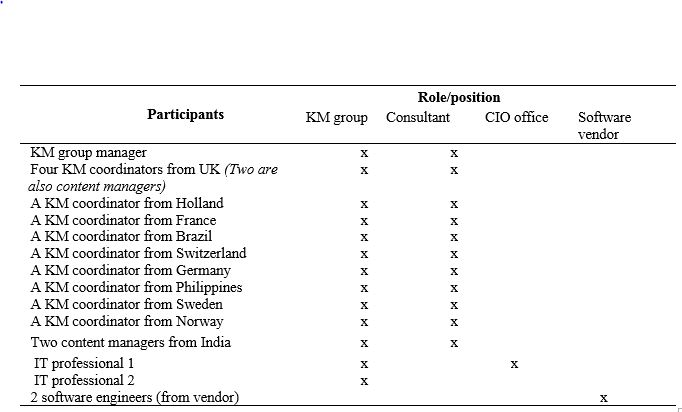 Role/position
Participants KM group Consultant CIO office Software
vendor
KM group manager x x
Four KM coordinators from UK (Two are x x
also content managers)
A KM coordinator from Holland x x
A KM coordinator from France x x
A KM coordinator from Brazil x x
A KM coordinator from Switzerland x x
A KM coordinator from Germany x x
A KM coordinator from Philippines x x
A KM coordinator from Sweden x x
A KM coordinator from Norway x x
Two content managers from India x x
IT professional 1 x x
IT professional 2 x
2 software engineers (from vendor) x